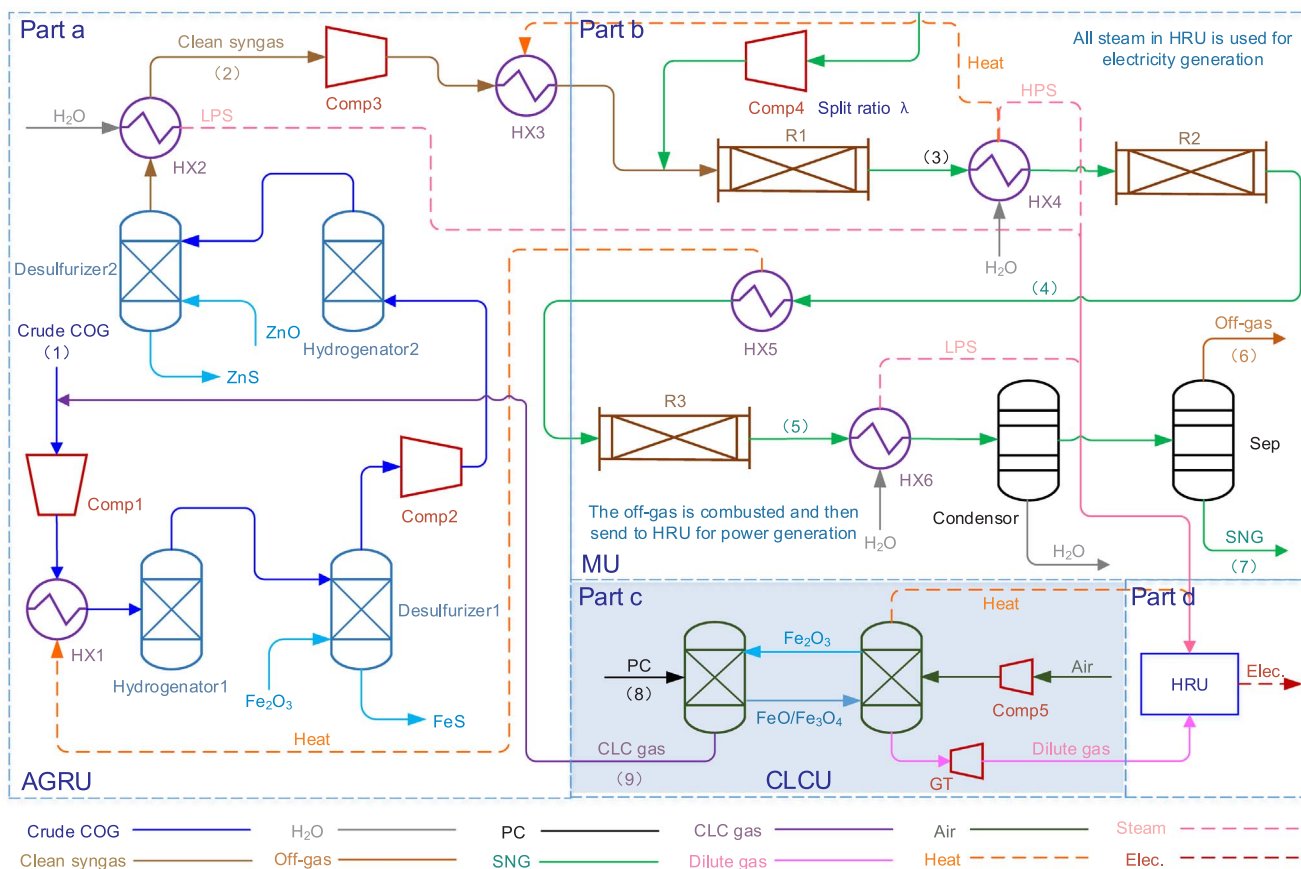 Part a
Clean syngas
(2)
Comp3
H₂O
LPS
HX2
HX3
Desulfurizer2
ZnO
Hydrogenator2
ZnS
Crude COG
(1)
Comp1
Comp2
HX1
Hydrogenator1
Desulfurizer1
Fe₂O₃
FeS
Heat
AGRU
Part b
All steam in HRU is used for
electricity generation
Heat
HPS
Comp4
Split ratio λ
R1
(3)
HX4
R2
H₂O
(4)
HX5
Off-gas
(6)
LPS
R3
(5)
HX6
Sep
The off-gas is combusted and then
send to HRU for power generation
H₂O
Condensor
H₂O
SNG
(7)
MU
Part c
Heat
Fe₂O₃
PC
(8)
Air
Comp5
FeO/Fe₃O₄
CLC gas
(9)
GT
Dilute gas
CLCU
Part d
HRU
Elec.
Crude COG
H₂O
PC
CLC gas
Air
Steam
Clean syngas
Off-gas
SNG
Dilute gas
Heat
Elec.